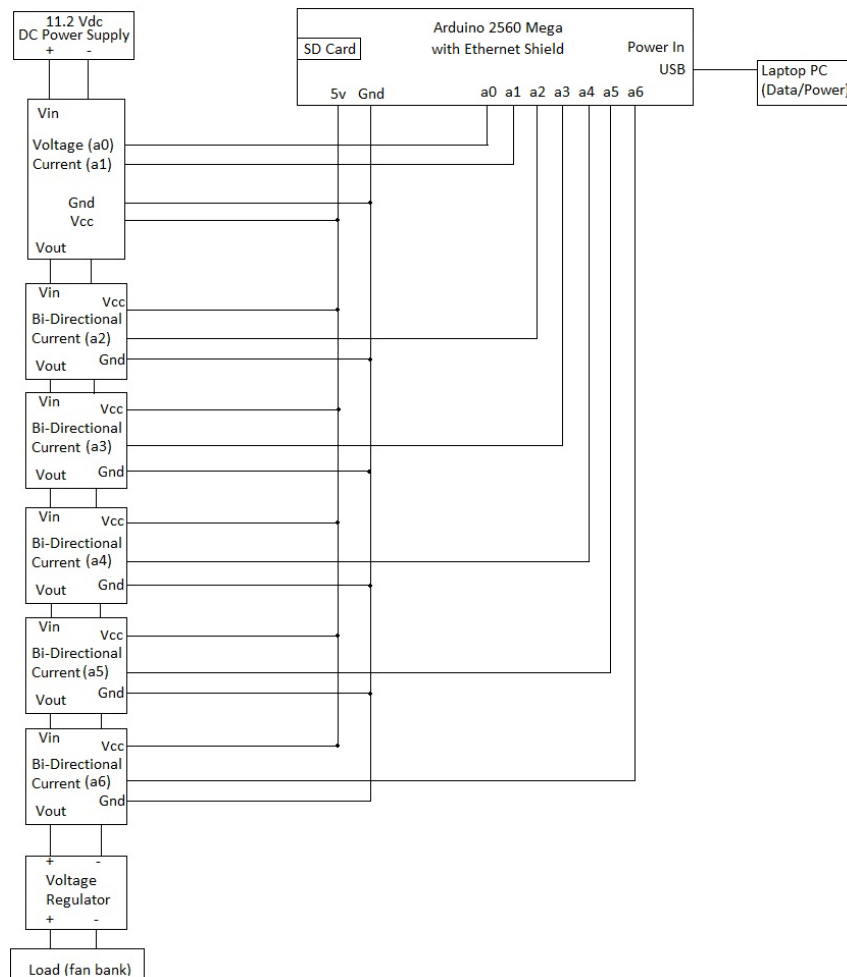 11.2 Vdc
DC Power Supply
+ -
Arduino 2560 Mega
with Ethernet Shield
SD Card
Power In
USB
5v Gnd a0 a1 a2 a3 a4 a5 a6
Laptop PC
(Data/Power)
Vin
Voltage (a0)
Current (a1)
Gnd
Vcc
Vout
Vin
Vcc
Bi-Directional
Current (a2)
Gnd
Vout
Vin
Vcc
Bi-Directional
Current (a3)
Gnd
Vout
Vin
Vcc
Bi-Directional
Current (a4)
Gnd
Vout
Vin
Vcc
Bi-Directional
Current (a5)
Gnd
Vout
Vin
Vcc
Bi-Directional
Current (a6)
Gnd
Vout
+ -
Voltage
Regulator
+ -
Load (fan bank)